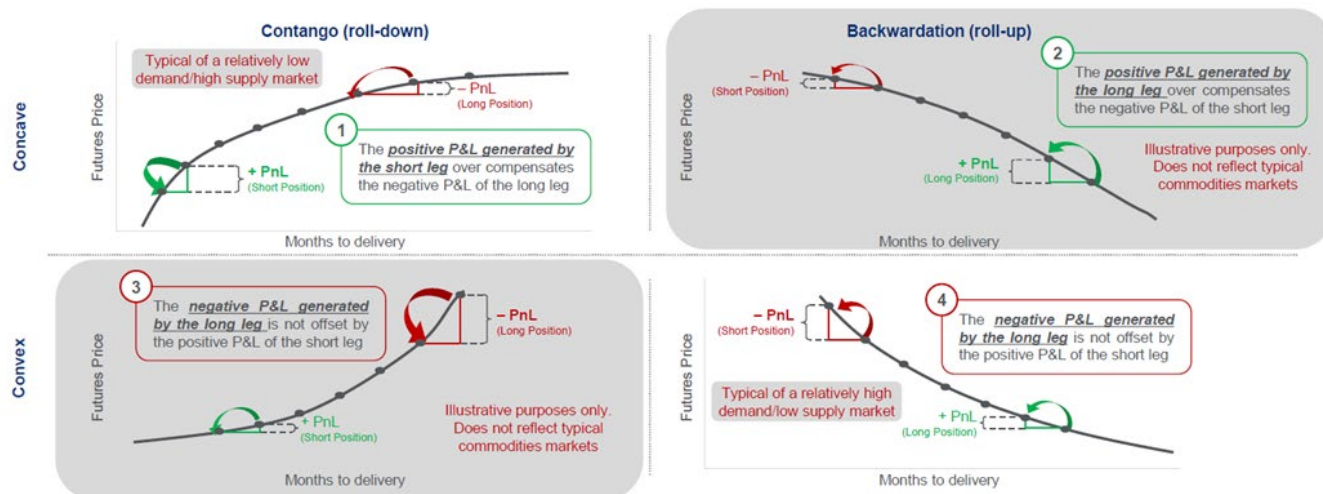 Contango (roll-down)
Backwardation (roll-up)
Concave
Futures Price
Typical of a relatively low
demand/high supply market
– PnL
(Long Position)
1
The positive P&L generated by
the short leg over compensates
the negative P&L of the long leg
+ PnL
(Short Position)
Months to delivery
Futures Price
– PnL
(Short Position)
2
The positive P&L generated by
the long leg over compensates
the negative P&L of the short leg
+ PnL
(Long Position)
Illustrative purposes only.
Does not reflect typical
commodities markets
Months to delivery
Convex
Futures Price
3
The negative P&L generated
by the long leg is not offset by
the positive P&L of the short leg
– PnL
(Long Position)
+ PnL
(Short Position)
Illustrative purposes only.
Does not reflect typical
commodities markets
Months to delivery
Futures Price
– PnL
(Short Position)
4
The negative P&L generated
by the long leg is not offset by
the positive P&L of the short leg
Typical of a relatively high
demand/low supply market
+ PnL
(Long Position)
Months to delivery